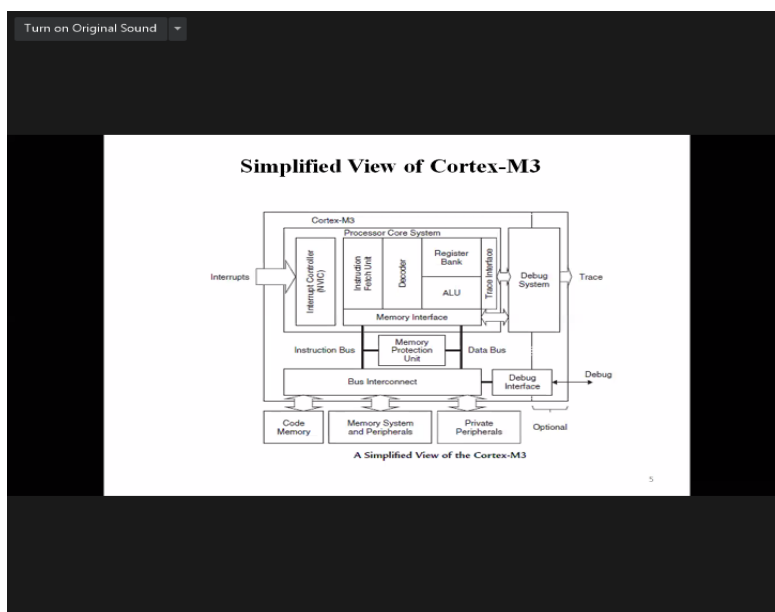 Turn on Original Sound
Simplified View of Cortex-M3
Cortex-M3
Processor Core System
Interrupts
Interrupt Controller
(NVIC)
Instruction
Fetch Unit
Decoder
Register
Bank
ALU
Trace Interface
Memory Interface
Debug
System
Trace
Instruction Bus
Memory
Protection
Unit
Data Bus
Bus Interconnect
Debug
Interface
Debug
Code
Memory
Memory System
and Peripherals
Private
Peripherals
Optional
A Simplified View of the Cortex-M3
5